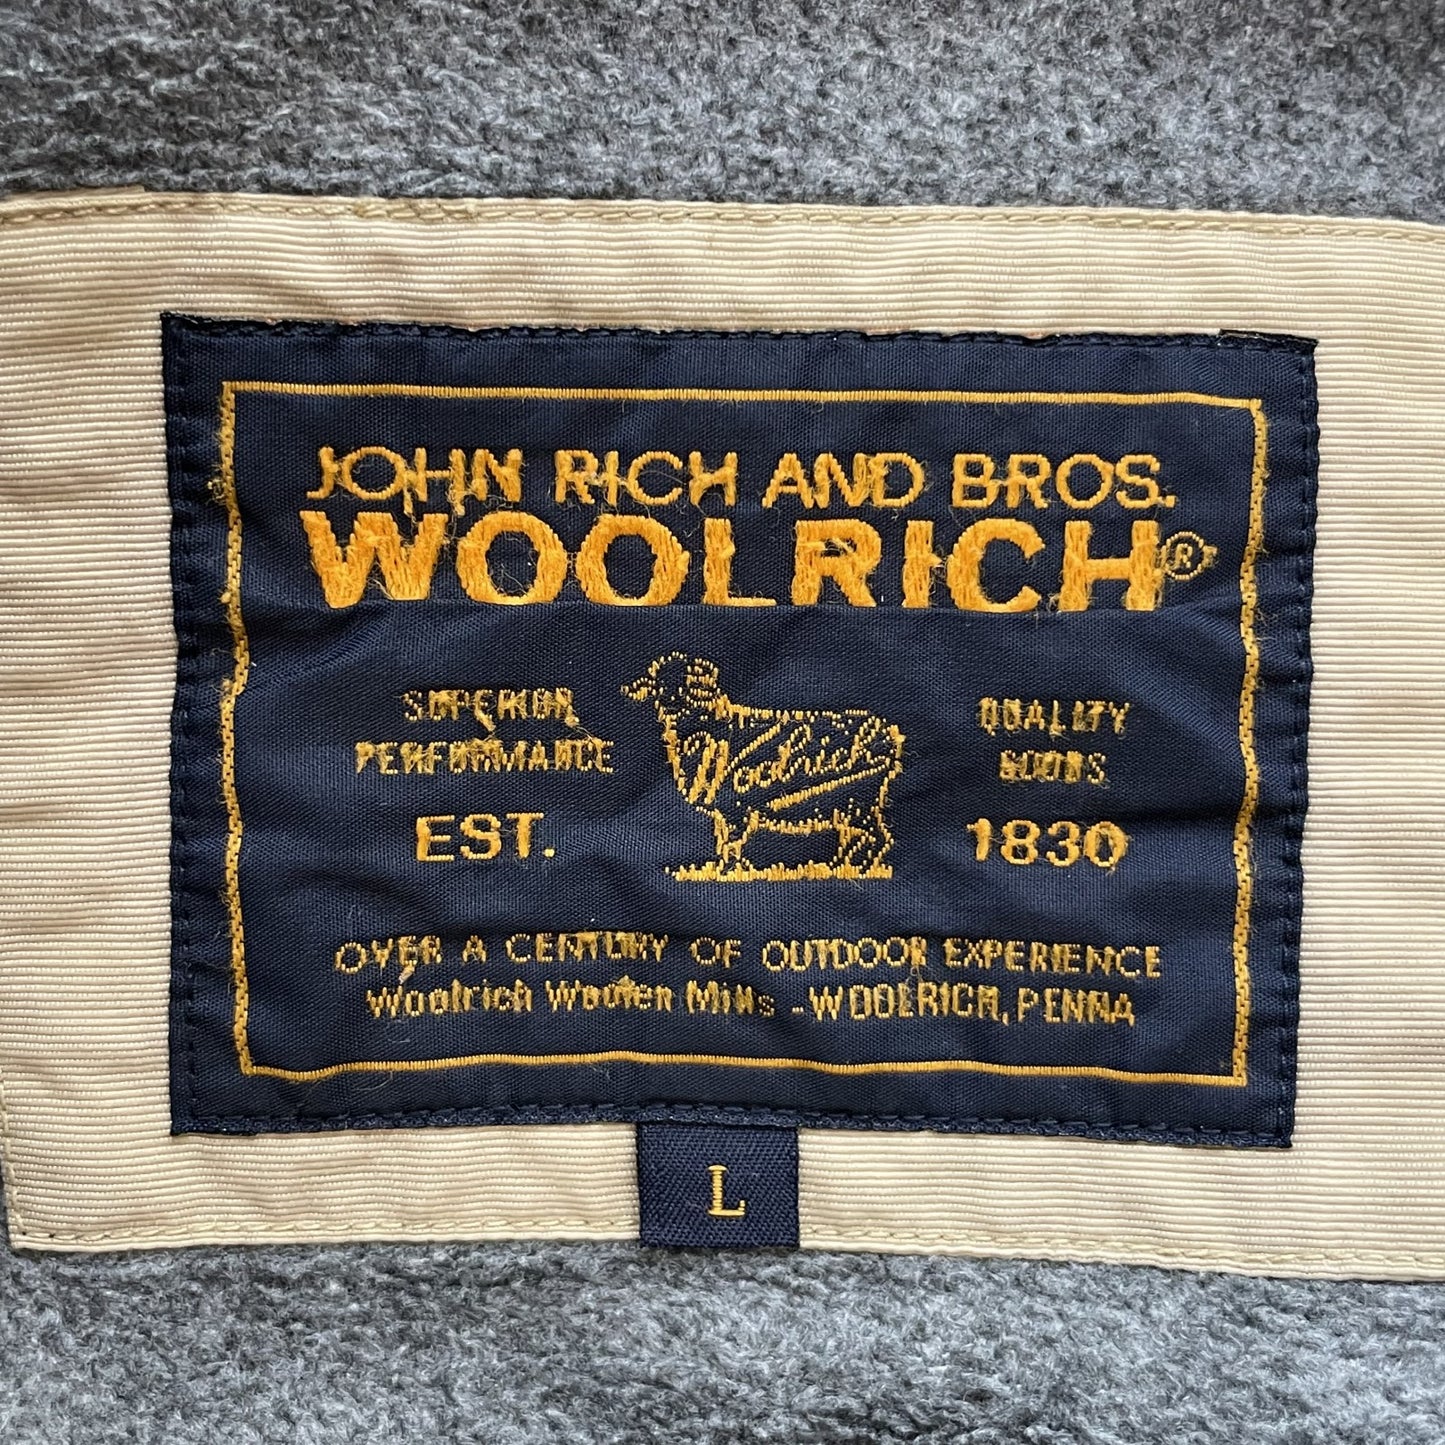 JOHN RICH AND BROS.
WOOLRICH®
SUPERIOR
PERFORMANCE
Woolrich
QUALITY
GOODS
EST.
1830
OVER A CENTURY OF OUTDOOR EXPERIENCE
Woolrich Woolen Mills - WOOLRICH, PENNA
L